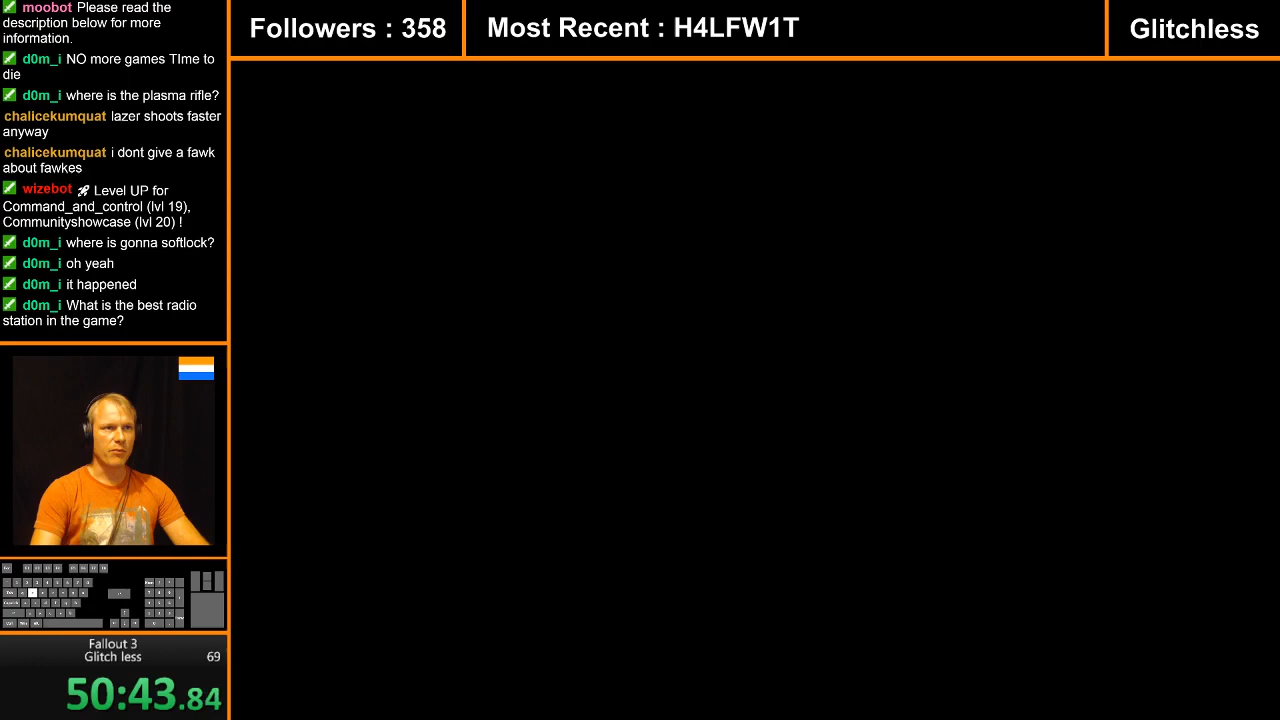 moobot Please read the
description below for more
information.
d0m_i NO more games TIme to
die
d0m_i where is the plasma rifle?
chalicekumquat lazer shoots faster
anyway
chalicekumquat i dont give a fawk
about fawkes
wizebot 🚀 Level UP for
Command_and_control (lvl 19),
Communityshowcase (lvl 20) !
d0m_i where is gonna softlock?
d0m_i oh yeah
d0m_i it happened
d0m_i What is the best radio
station in the game?
Followers : 358
Most Recent : H4LFW1T
Glitchless
Fallout 3
Glitch less 69
50:43.84